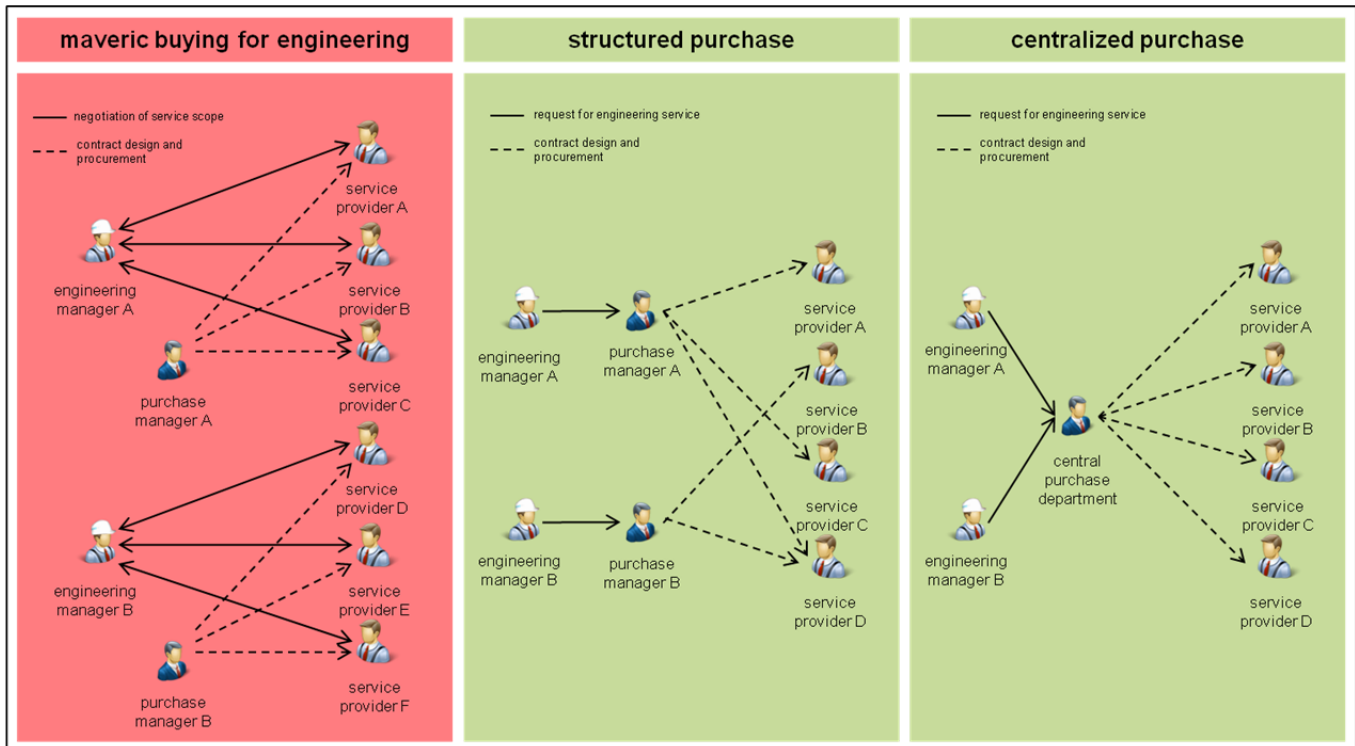 maveric buying for engineering
negotiation of service scope
contract design and
procurement
service
provider A
engineering
manager A
service
provider B
purchase
manager A
service
provider C
service
provider D
engineering
manager B
service
provider E
purchase
manager B
service
provider F
structured purchase
request for engineering service
contract design and
procurement
service
provider A
engineering
manager A
purchase
manager A
service
provider B
service
provider C
engineering
manager B
purchase
manager B
service
provider D
centralized purchase
request for engineering service
contract design and
procurement
service
provider A
engineering
manager A
service
provider B
central
purchase
department
service
provider C
engineering
manager B
service
provider D